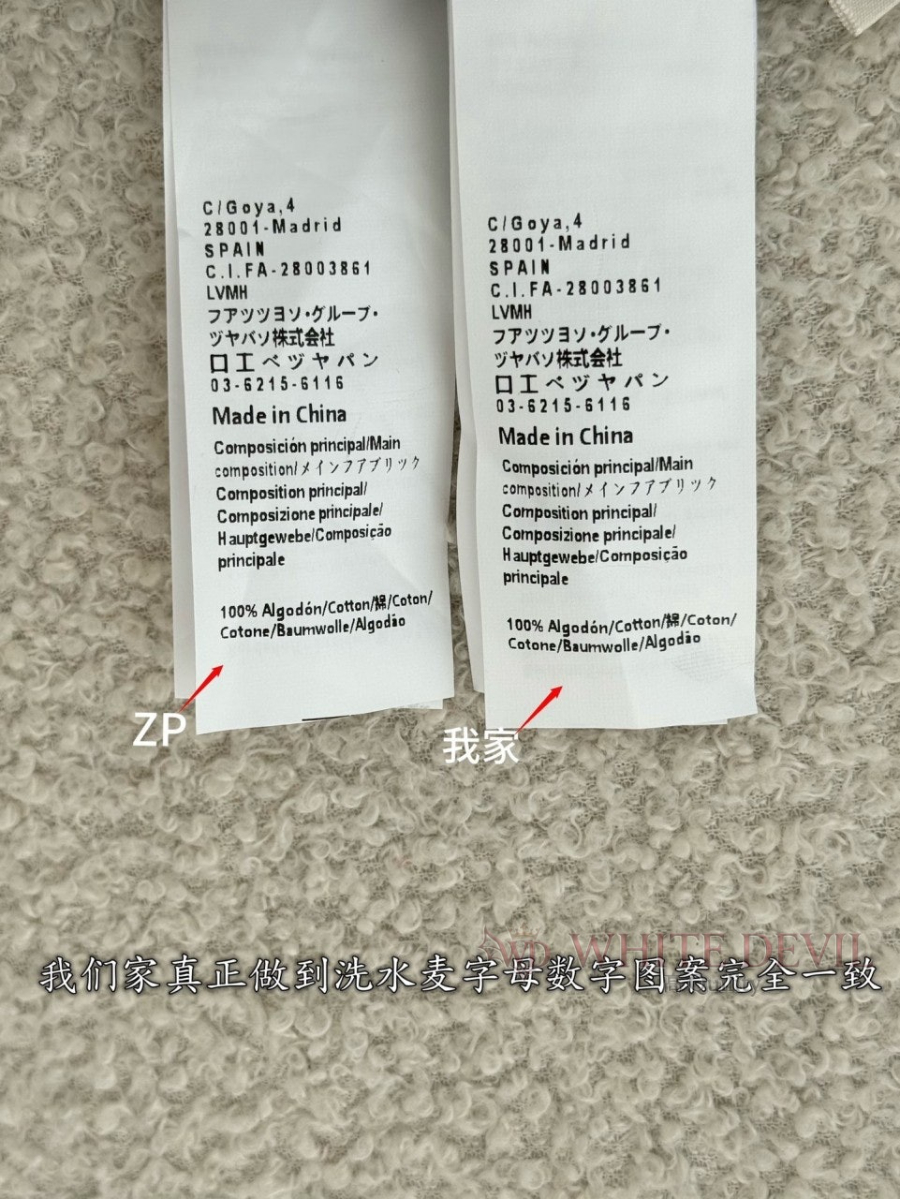 C/Goya,4
28001-Madrid
SPAIN
C.I.FA-28003861
LVMH
フアツツヨソ・グループ・
ヅヤバソ株式会社
口エベヅヤパン
03-6215-6116
Made in China
Composición principal/Main
composition/メインフアブリック
Composition principal/
Composizione principale/
Hauptgewebe/Composição
principale
100% Algodón/Cotton/綿/Coton/
Cotone/Baumwolle/Algodão
ZP
C/Goya,4
28001-Madrid
SPAIN
C.I.FA-28003861
LVMH
フアツツヨソ・グループ・
ヅヤバソ株式会社
口エベヅヤパン
03-6215-6116
Made in China
Composición principal/Main
composition/メインフアブリック
Composition principal/
Composizione principale/
Hauptgewebe/Composição
principale
100% Algodón/Cotton/綿/Coton/
Cotone/Baumwolle/Algodão
我家
WHITE DEVIL
我们家真正做到洗水麦字母数字图案完全一致